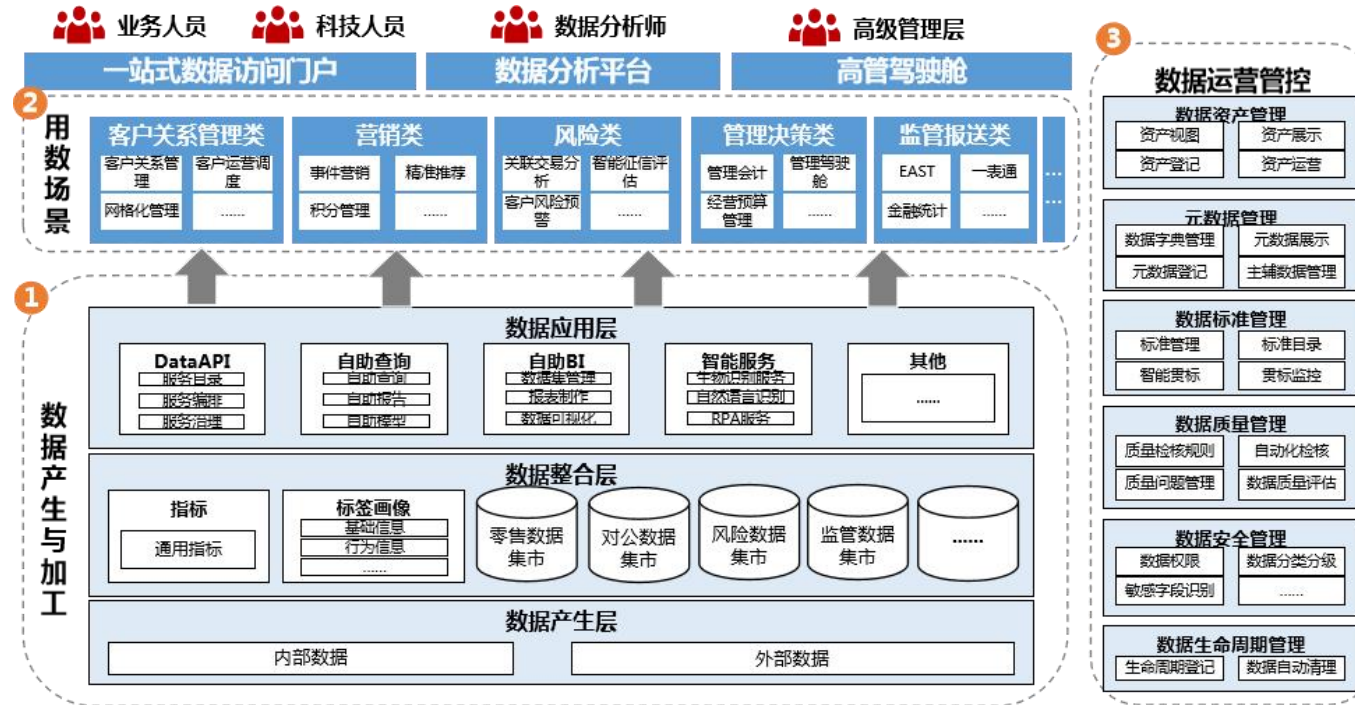 业务人员
科技人员
数据分析师
高级管理层
一站式数据访问门户
数据分析平台
高管驾驶舱
2
用数场景
客户关系管理类
客户关系管理
客户运营调度
网格化管理
……
营销类
事件营销
精准推荐
积分管理
……
风险类
关联交易分析
智能征信评估
客户风险预警
……
管理决策类
管理会计
管理驾驶舱
经营预算管理
……
监管报送类
EAST
一表通
金融统计
……
...
...
1
数据产生与加工
数据应用层
DataAPI
服务目录
服务编排
服务治理
自助查询
自助查询
自助报告
自助模型
自助BI
数据集管理
报表制作
数据可视化
智能服务
生物识别服务
自然语言识别
RPA服务
其他
……
数据整合层
指标
通用指标
标签画像
基础信息
行为信息
……
零售数据集市
对公数据集市
风险数据集市
监管数据集市
……
数据产生层
内部数据
外部数据
3
数据运营管控
数据资产管理
资产视图
资产展示
资产登记
资产运营
元数据管理
数据字典管理
元数据展示
元数据登记
主辅数据管理
数据标准管理
标准管理
标准目录
智能贯标
贯标监控
数据质量管理
质量检核规则
自动化检核
质量问题管理
数据质量评估
数据安全管理
数据权限
数据分类分级
敏感字段识别
……
数据生命周期管理
生命周期登记
数据自动清理